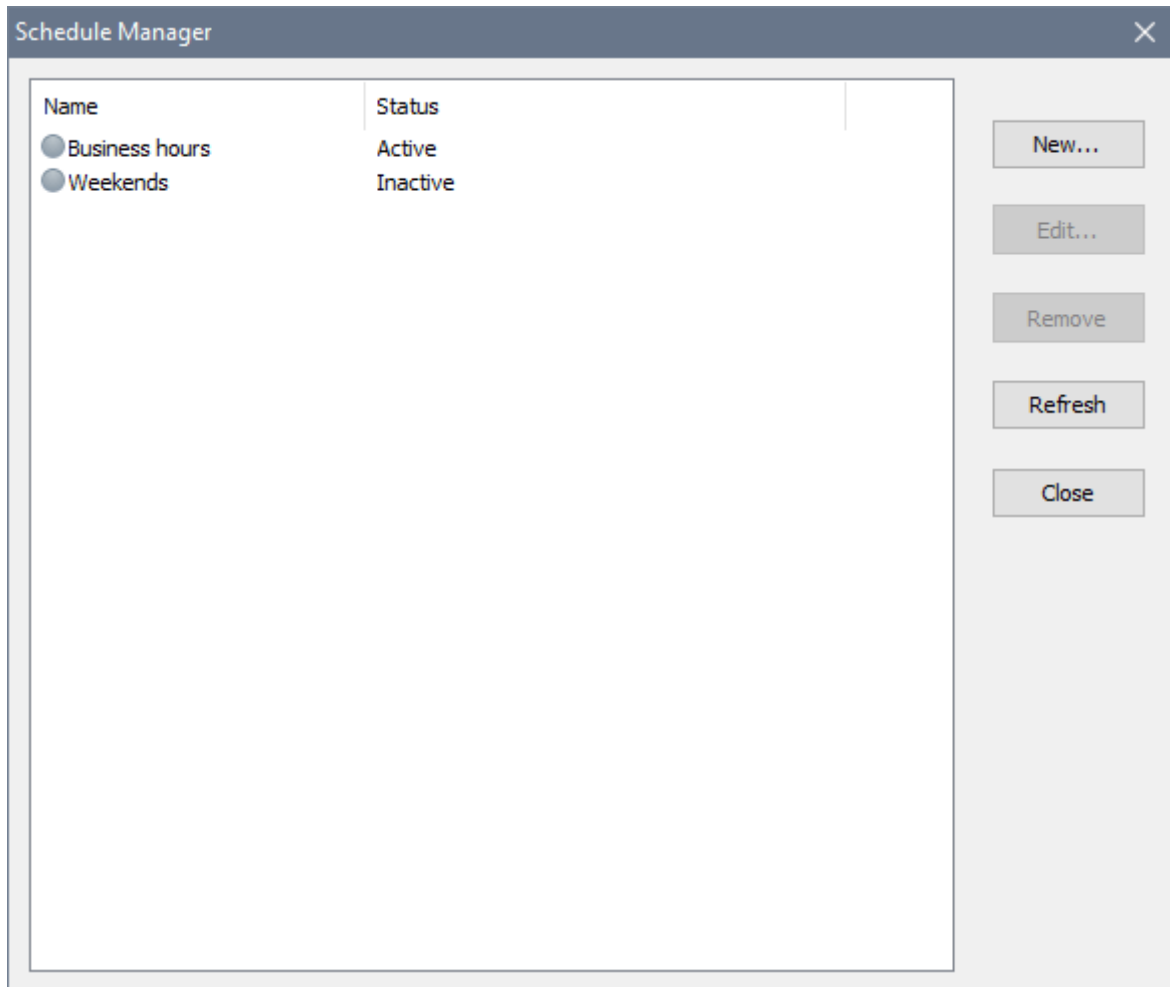 Schedule Manager
Name Status
Business hours Active
Weekends Inactive
New...
Edit...
Remove
Refresh
Close